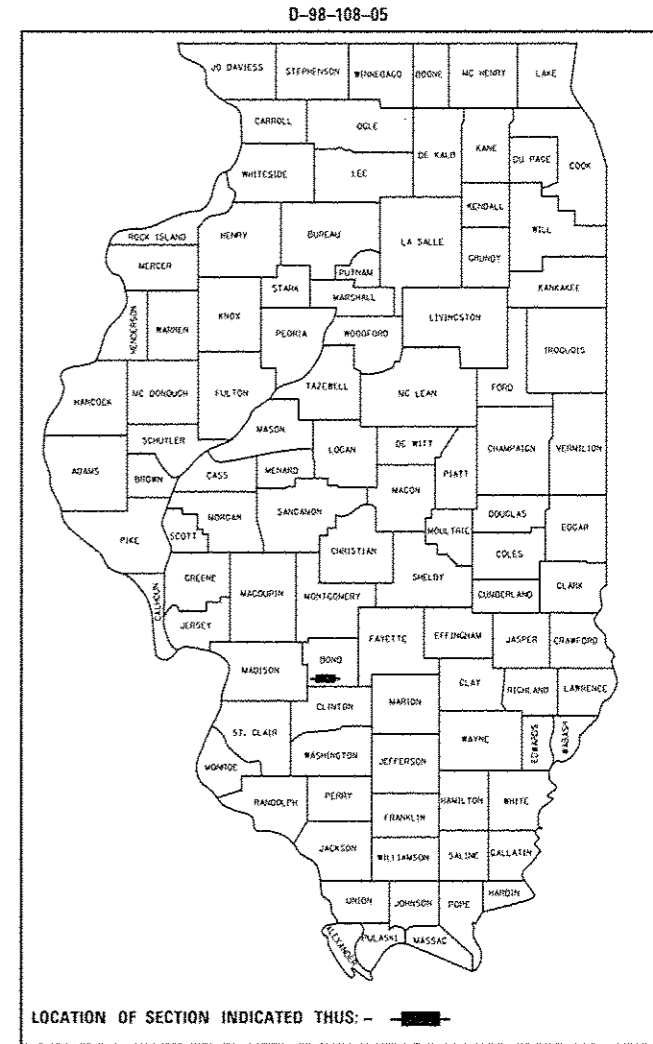 D-98-108-05
JO DAVIESS
STEPHENSON
WINNEBAGO
BOONE
MC HENRY
LAKE
CARROLL
OGLE
DE KALB
KANE
DU PAGE
COOK
WHITESIDE
LEE
KENDALL
WILL
ROCK ISLAND
HENRY
BUREAU
LA SALLE
GRUNDY
MERCER
PUTNAM
STARK
MARSHALL
KANKAKEE
HENDERSON
WARREN
KNOX
PEORIA
WOODFORD
LIVINGSTON
IROQUOIS
HANCOCK
MC DONOUGH
FULTON
TAZEWELL
MC LEAN
FORD
SCHUYLER
MASON
LOGAN
DE WITT
CHAMPAIGN
VERMILION
ADAMS
BROWN
CASS
MENARD
MACON
PIATT
PIKE
SCOTT
MORGAN
SANGAMON
CHRISTIAN
MOULTRIE
DOUGLAS
EDGAR
COLES
CALHOUN
GREENE
MACOUPIN
MONTGOMERY
SHELBY
CUMBERLAND
CLARK
JERSEY
MADISON
BOND
FAYETTE
EFFINGHAM
JASPER
CRAWFORD
CLINTON
MARION
CLAY
RICHLAND
LAWRENCE
ST. CLAIR
WASHINGTON
JEFFERSON
WAYNE
EDWARDS
WABASH
MONROE
RANDOLPH
PERRY
FRANKLIN
HAMILTON
WHITE
JACKSON
WILLIAMSON
SALINE
GALLATIN
UNION
JOHNSON
POPE
HARDIN
ALEXANDER
PULASKI
MASSAC
LOCATION OF SECTION INDICATED THUS: -